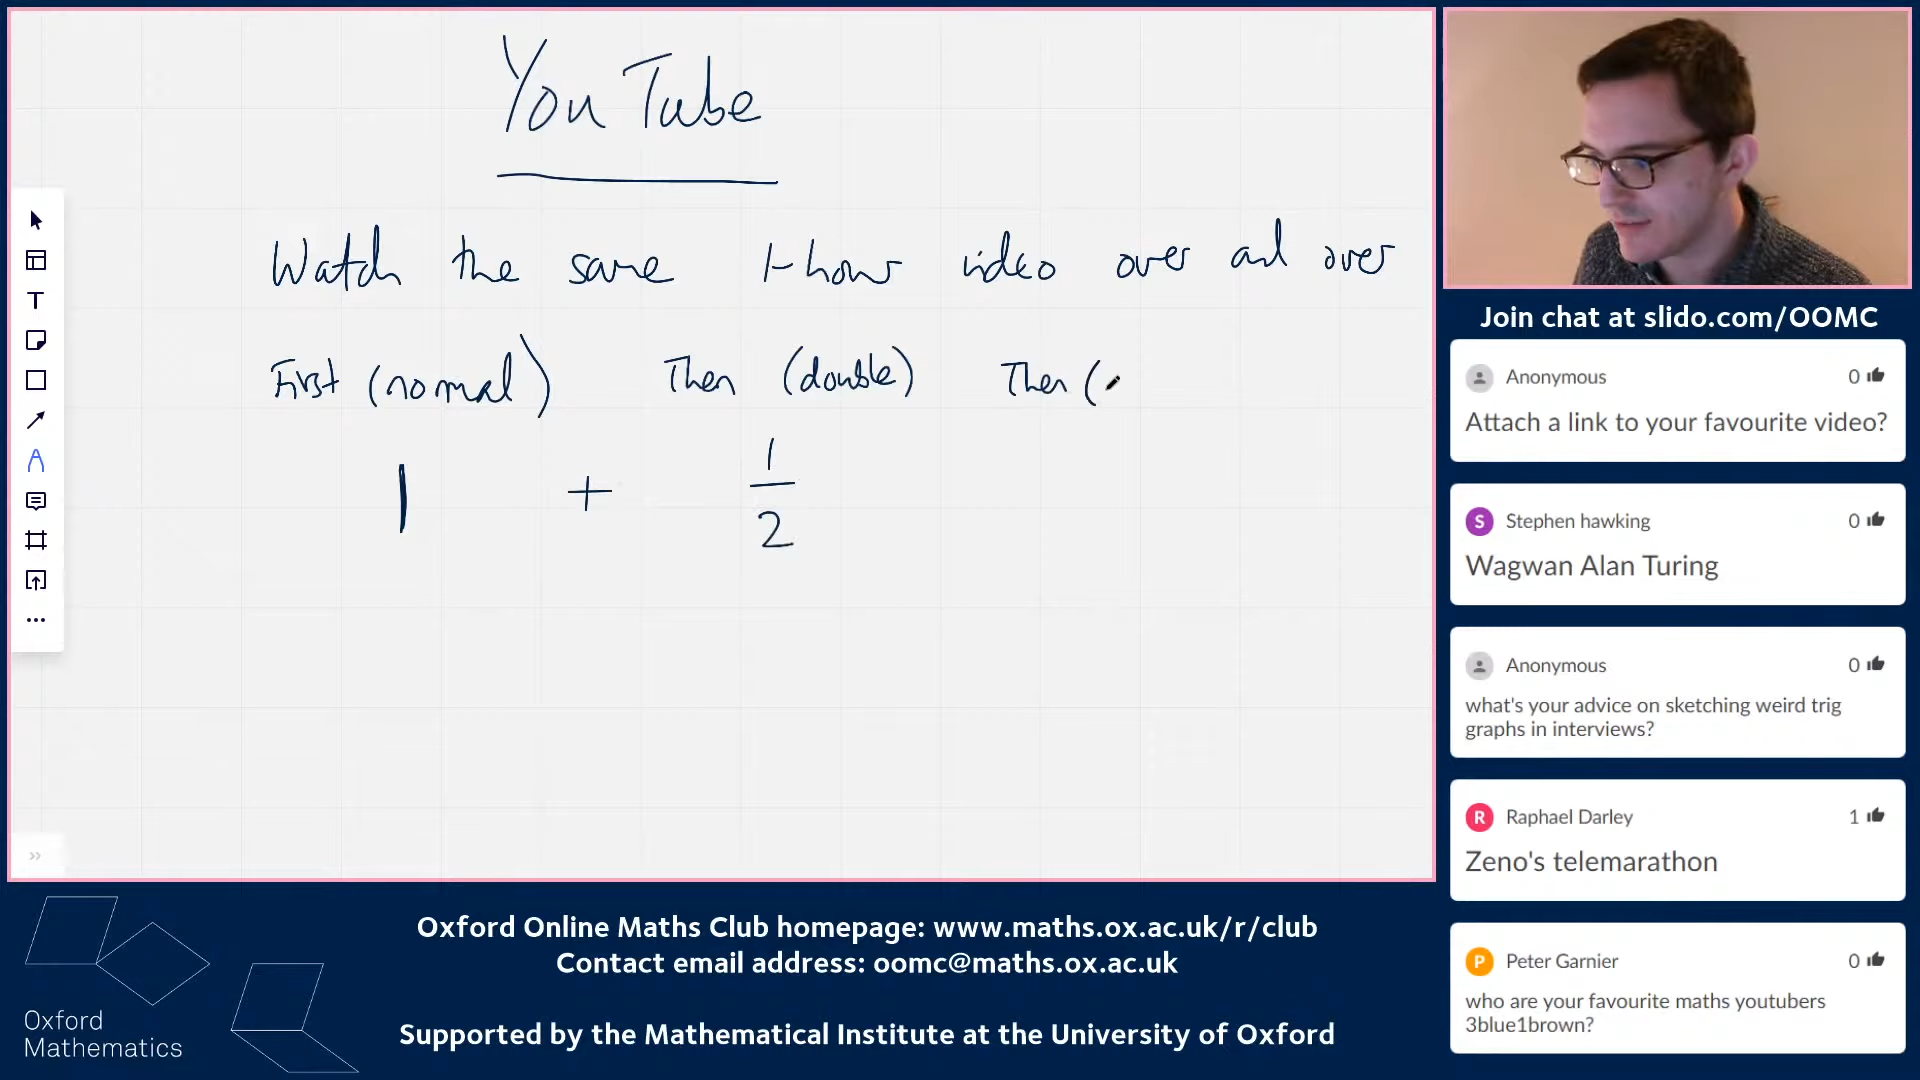 YouTube
Watch the same 1-hour video over and over
First (normal) Then (double) Then (
1 + 1/2
T
Join chat at slido.com/OOMC
Anonymous 0
Attach a link to your favourite video?
S Stephen hawking 0
Wagwan Alan Turing
Anonymous 0
what's your advice on sketching weird trig
graphs in interviews?
R Raphael Darley 1
Zeno's telemarathon
P Peter Garnier 0
who are your favourite maths youtubers
3blue1brown?
Oxford
Mathematics
Oxford Online Maths Club homepage: www.maths.ox.ac.uk/r/club
Contact email address: oomc@maths.ox.ac.uk
Supported by the Mathematical Institute at the University of Oxford